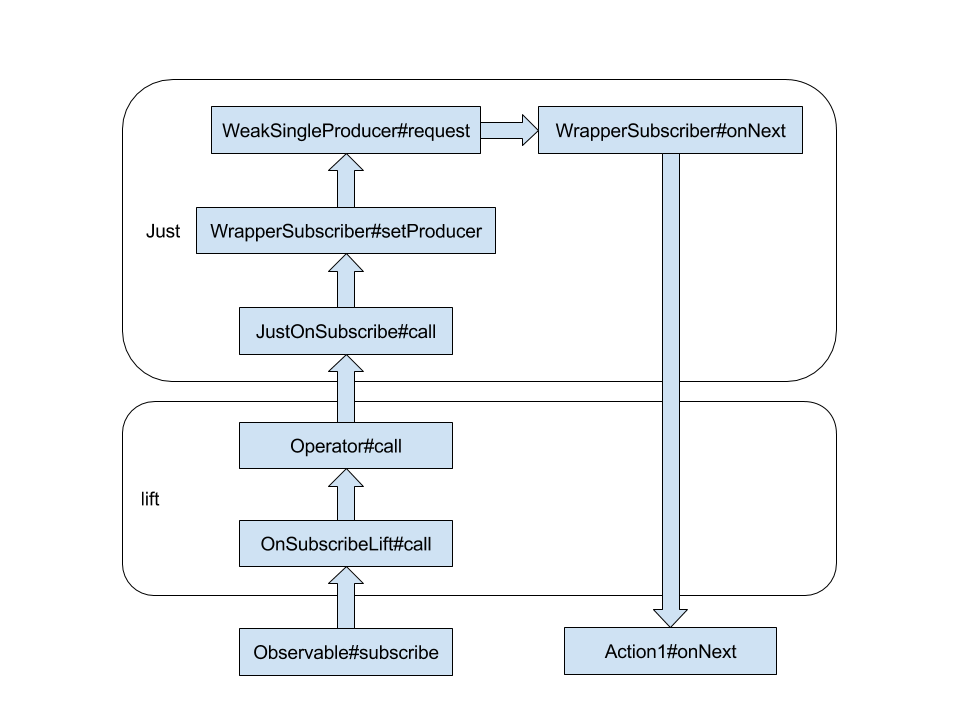 WeakSingleProducer#request
WrapperSubscriber#onNext
Just
WrapperSubscriber#setProducer
JustOnSubscribe#call
Operator#call
lift
OnSubscribeLift#call
Observable#subscribe
Action1#onNext